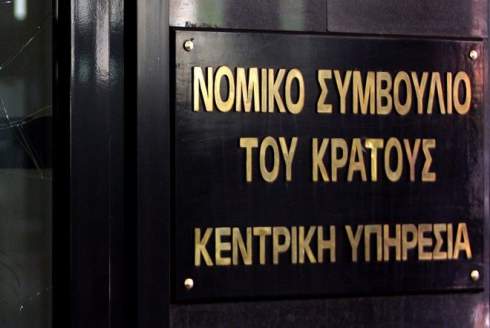 ΝΟΜΙΚΟ ΣΥΜΒΟΥΛΙΟ
ΤΟΥ ΚΡΑΤΟΥΣ
ΚΕΝΤΡΙΚΗ ΥΠΗΡΕΣΙΑ